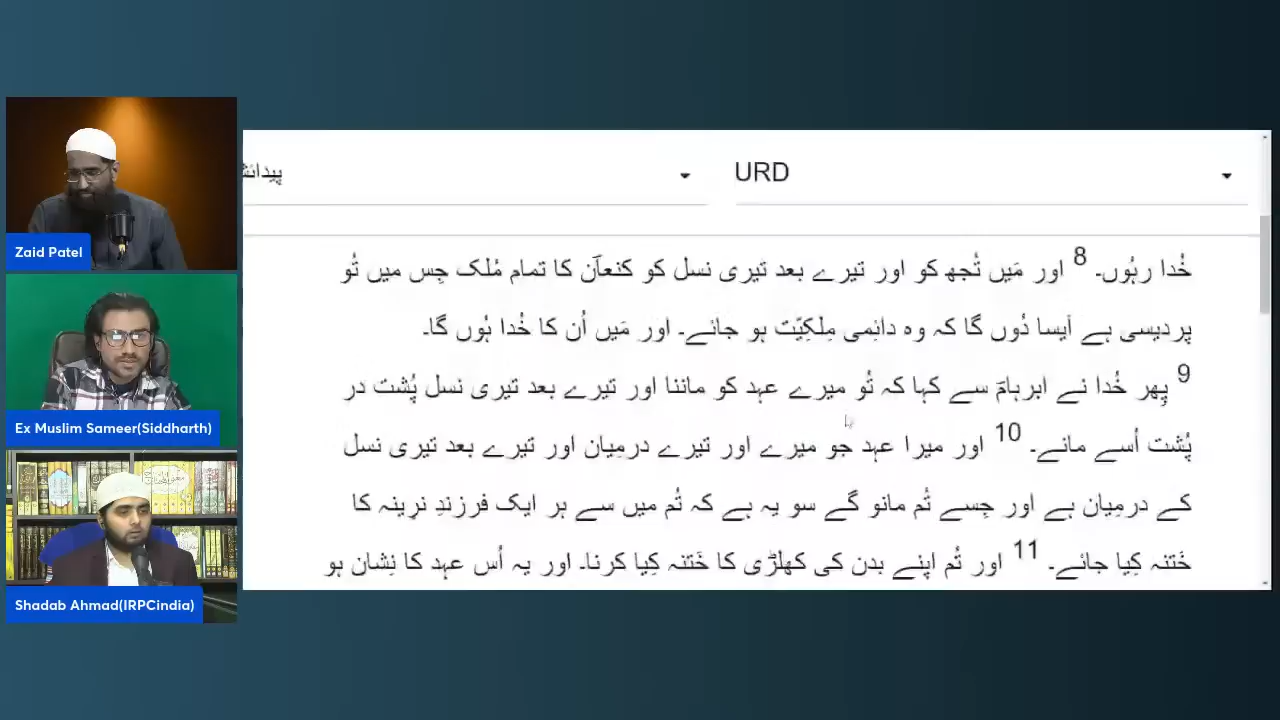 Zaid Patel
Ex Muslim Sameer(Siddharth)
Shadab Ahmad(IRPCindia)
URD
خُدا رہُوں۔ 8 اور مَیں تُجھ کو اور تیرے بعد تیری نسل کو کنعاؔن کا تمام مُلک جِس میں تُو
پردیسی ہے اَیسا دُوں گا کہ وہ دائِمی مِلکِیّت ہو جائے۔ اور مَیں اُن کا خُدا ہُوں گا۔
9 پِھر خُدا نے ابرہامؔ سے کہا کہ تُو میرے عہد کو ماننا اور تیرے بعد تیری نسل پُشت در
پُشت اُسے مانے۔ 10 اور میرا عہد جو میرے اور تیرے درمِیان اور تیرے بعد تیری نسل
کے درمِیان ہے اور جِسے تُم مانو گے سو یہ ہے کہ تُم میں سے ہر ایک فرزندِ نرِینہ کا
خَتنہ کِیا جائے۔ 11 اور تُم اپنے بدن کی کھلڑی کا خَتنہ کِیا کرنا۔ اور یہ اُس عہد کا نِشان ہو